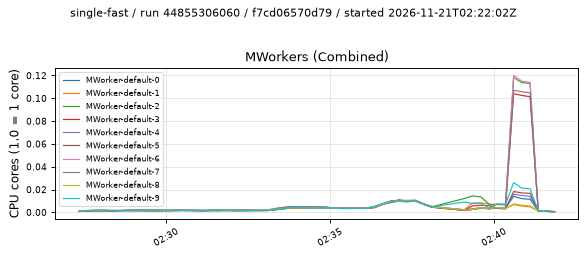 single-fast / run 44855306060 / f7cd06570d79 / started 2026-11-21T02:22:02Z
MWorkers (Combined)
CPU cores (1.0 = 1 core)
0.12
0.10
0.08
0.06
0.04
0.02
0.00
MWorker-default-0
MWorker-default-1
MWorker-default-2
MWorker-default-3
MWorker-default-4
MWorker-default-5
MWorker-default-6
MWorker-default-7
MWorker-default-8
MWorker-default-9
02:30
02:35
02:40